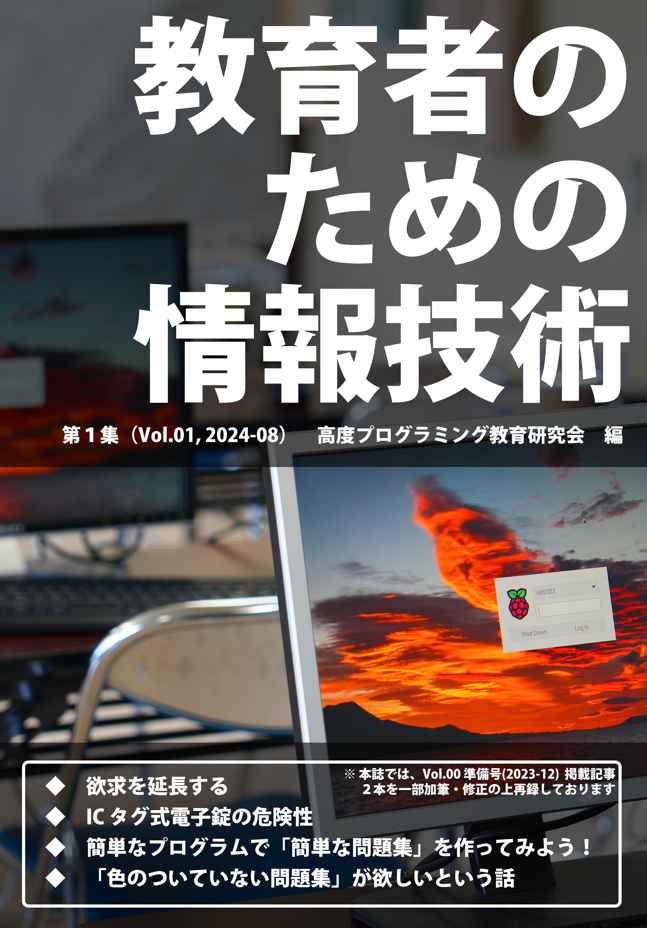 教育者の
ための
情報技術
第1集（Vol.01, 2024-08）　高度プログラミング教育研究会　編
Shut Down Log In
※ 本誌では、Vol.00 準備号(2023-12) 掲載記事
２本を一部加筆・修正の上再録しております
◆　欲求を延長する
◆　IC タグ式電子錠の危険性
◆　簡単なプログラムで「簡単な問題集」を作ってみよう！
◆　「色のついていない問題集」が欲しいという話